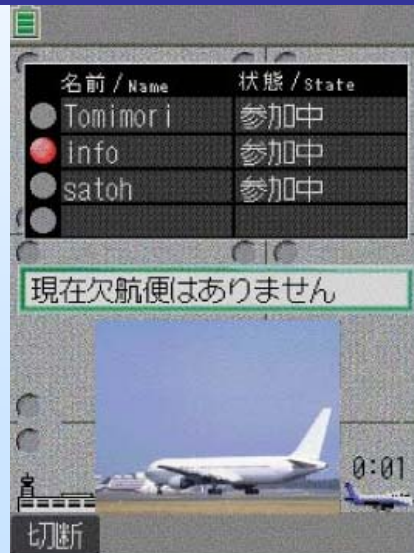 名前/Name 状態/State
Tomimori 参加中
info 参加中
satoh 参加中
現在欠航便はありません
0:01
切断